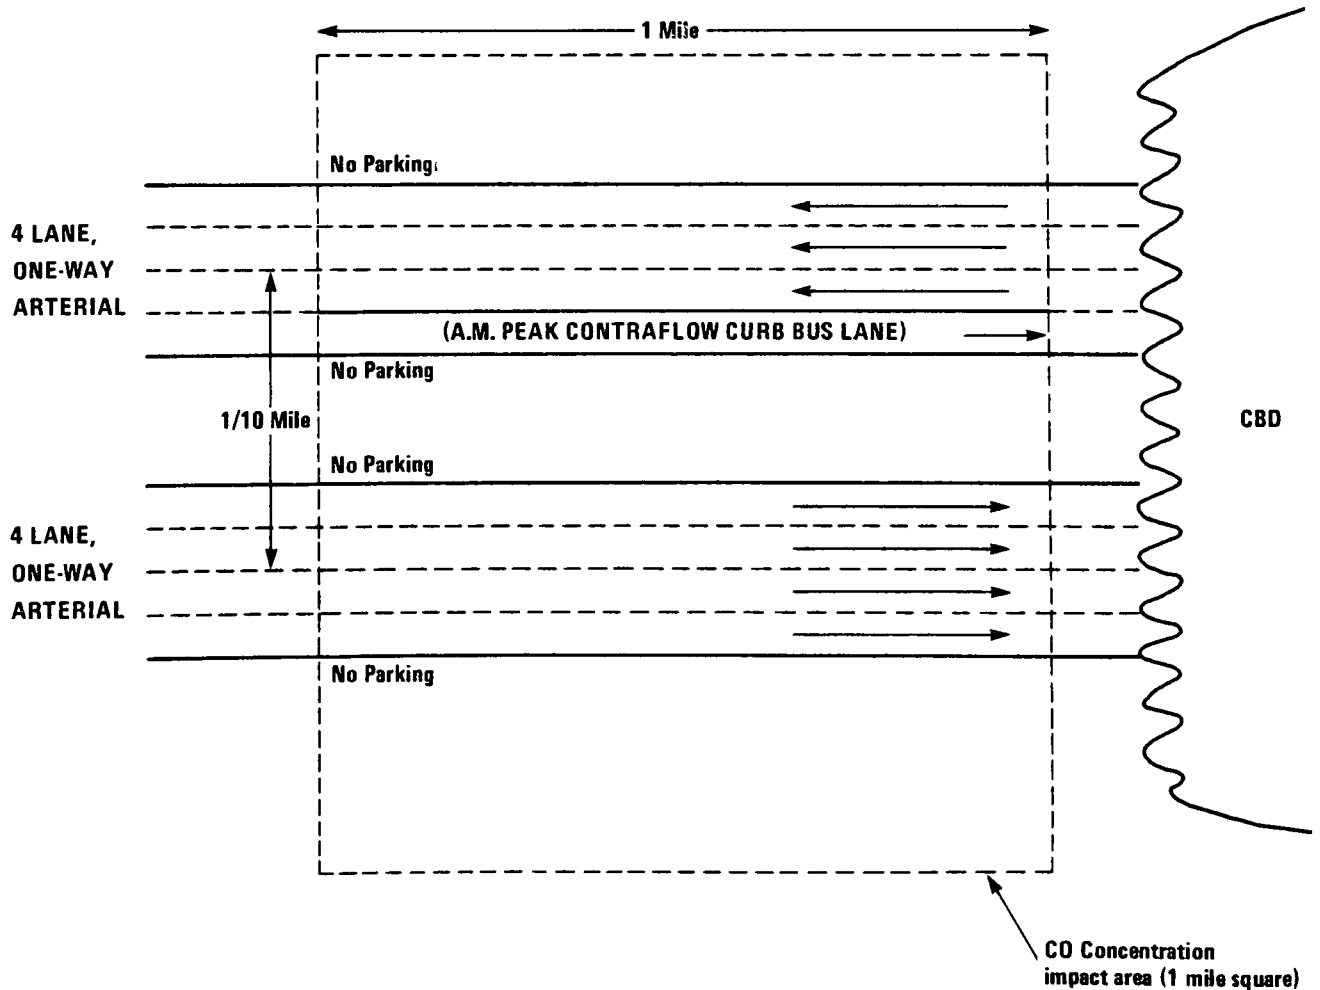 1 Mile
No Parking
4 LANE,
ONE-WAY
ARTERIAL
(A.M. PEAK CONTRAFLOW CURB BUS LANE)
No Parking
1/10 Mile
CBD
No Parking
4 LANE,
ONE-WAY
ARTERIAL
No Parking
CO Concentration
impact area (1 mile square)